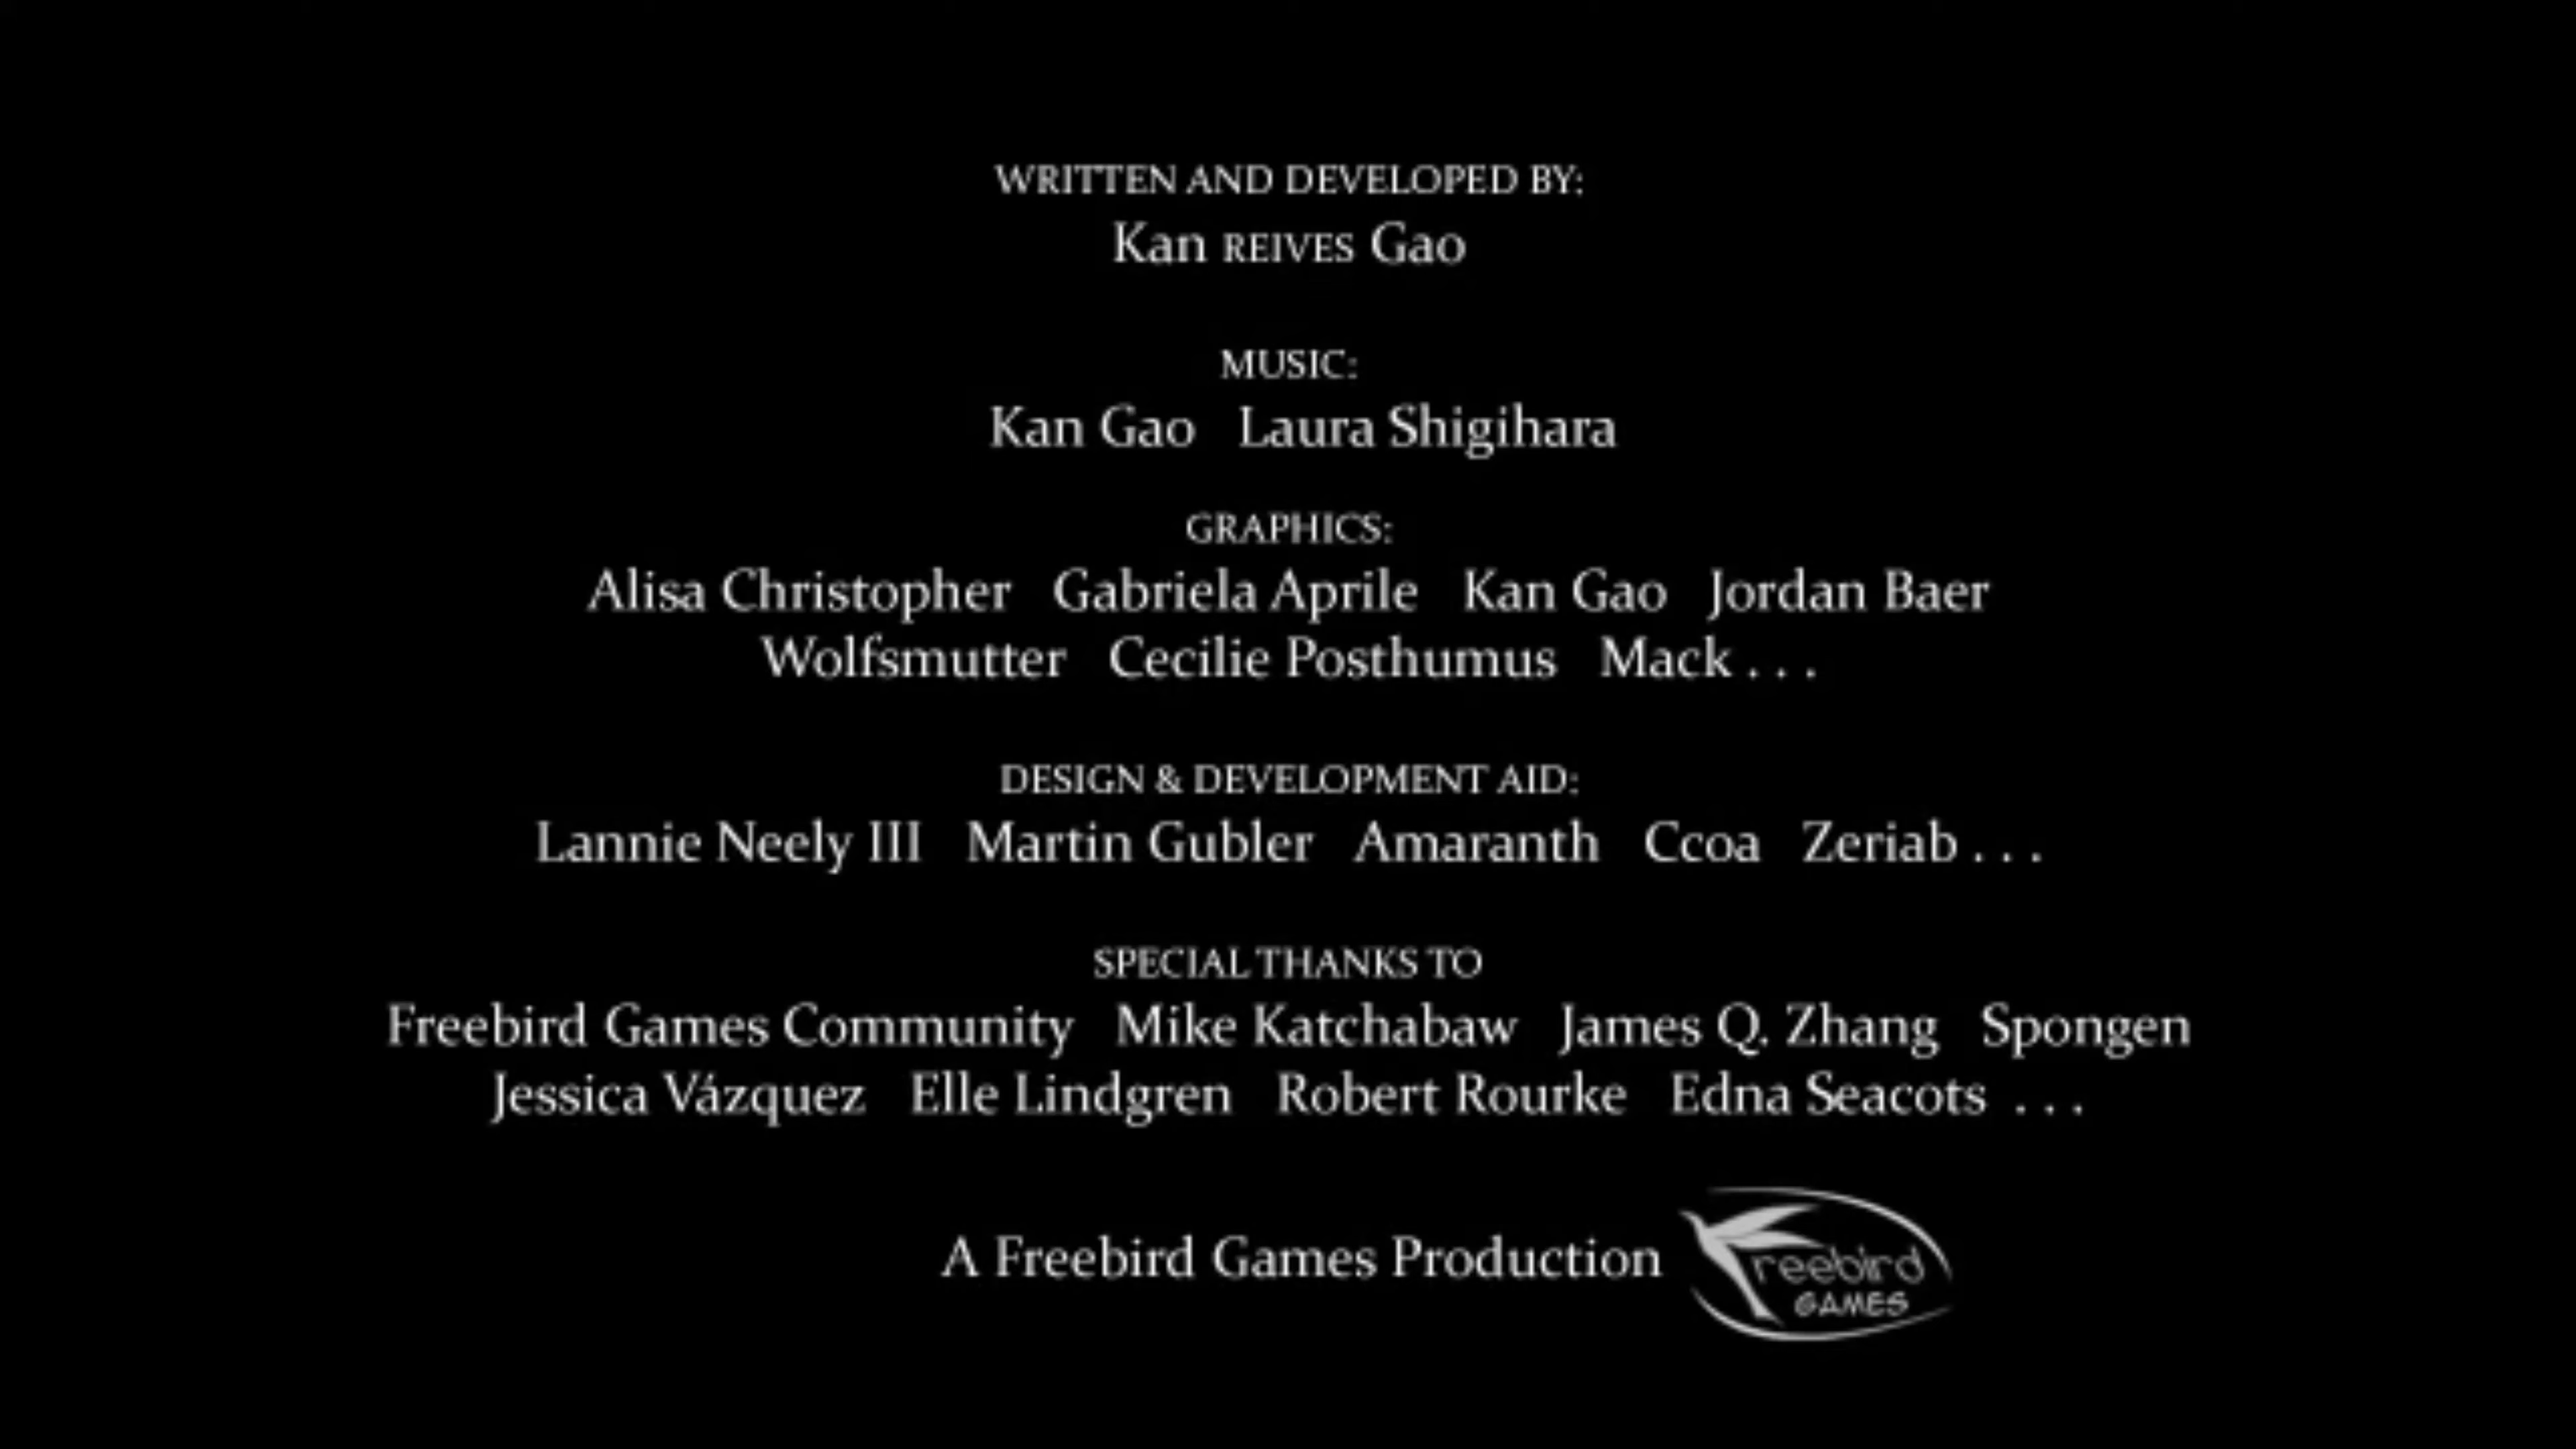 WRITTEN AND DEVELOPED BY:
Kan REIVES Gao
MUSIC:
Kan Gao Laura Shigihara
GRAPHICS:
Alisa Christopher Gabriela Aprile Kan Gao Jordan Baer
Wolfsmutter Cecilie Posthumus Mack . . .
DESIGN & DEVELOPMENT AID:
Lannie Neely III Martin Gubler Amaranth Ccoa Zeriab . . .
SPECIAL THANKS TO
Freebird Games Community Mike Katchabaw James Q. Zhang Spongen
Jessica Vázquez Elle Lindgren Robert Rourke Edna Seacots . . .
A Freebird Games Production
Freebird
GAMES